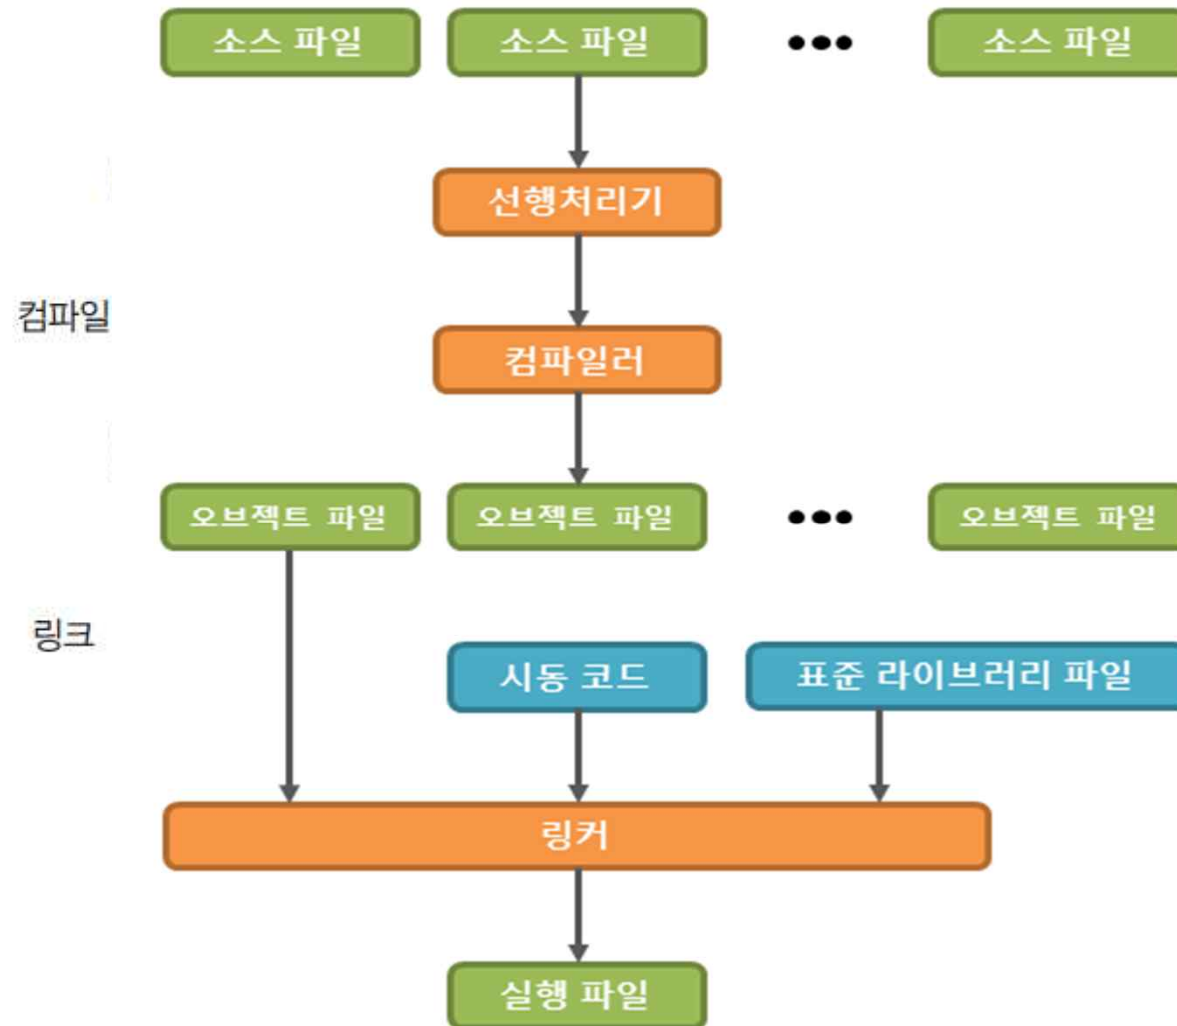 소스 파일 소스 파일 ••• 소스 파일
선행처리기
컴파일
컴파일러
오브젝트 파일 오브젝트 파일 ••• 오브젝트 파일
링크
시동 코드 표준 라이브러리 파일
링커
실행 파일